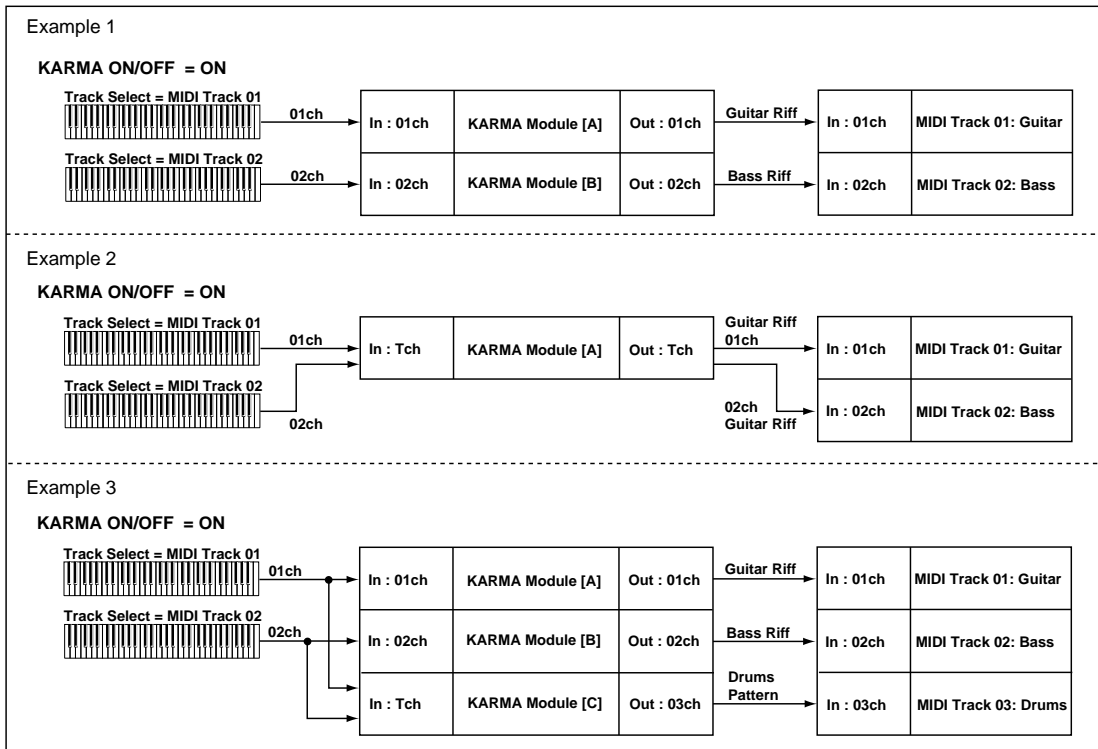 Example 1
KARMA ON/OFF = ON
Track Select = MIDI Track 01
01ch
In : 01ch
KARMA Module [A]
Out : 01ch
Guitar Riff
In : 01ch
MIDI Track 01: Guitar
Track Select = MIDI Track 02
02ch
In : 02ch
KARMA Module [B]
Out : 02ch
Bass Riff
In : 02ch
MIDI Track 02: Bass
Example 2
KARMA ON/OFF = ON
Track Select = MIDI Track 01
01ch
In : Tch
KARMA Module [A]
Out : Tch
Guitar Riff
01ch
In : 01ch
MIDI Track 01: Guitar
Track Select = MIDI Track 02
02ch
02ch
Guitar Riff
In : 02ch
MIDI Track 02: Bass
Example 3
KARMA ON/OFF = ON
Track Select = MIDI Track 01
01ch
In : 01ch
KARMA Module [A]
Out : 01ch
Guitar Riff
In : 01ch
MIDI Track 01: Guitar
Track Select = MIDI Track 02
02ch
In : 02ch
KARMA Module [B]
Out : 02ch
Bass Riff
In : 02ch
MIDI Track 02: Bass
In : Tch
KARMA Module [C]
Out : 03ch
Drums
Pattern
In : 03ch
MIDI Track 03: Drums